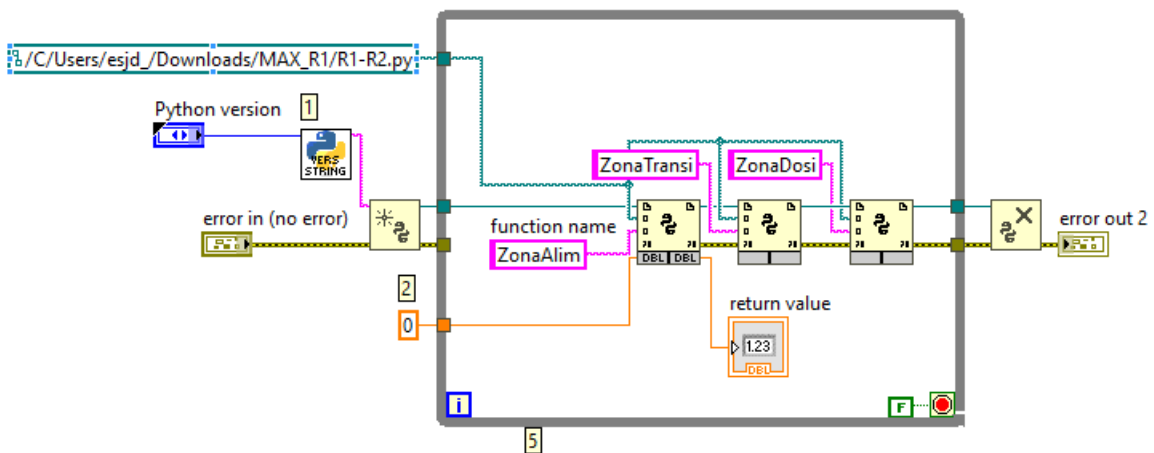 /C/Users/esjd_/Downloads/MAX_R1/R1-R2.py
Python version
1
VERS
STRING
ZonaTransi
ZonaDosi
error in (no error)
function name
error out 2
ZonaAlim
DBL DBL
2
0
return value
1.23
DBL
i
F
5